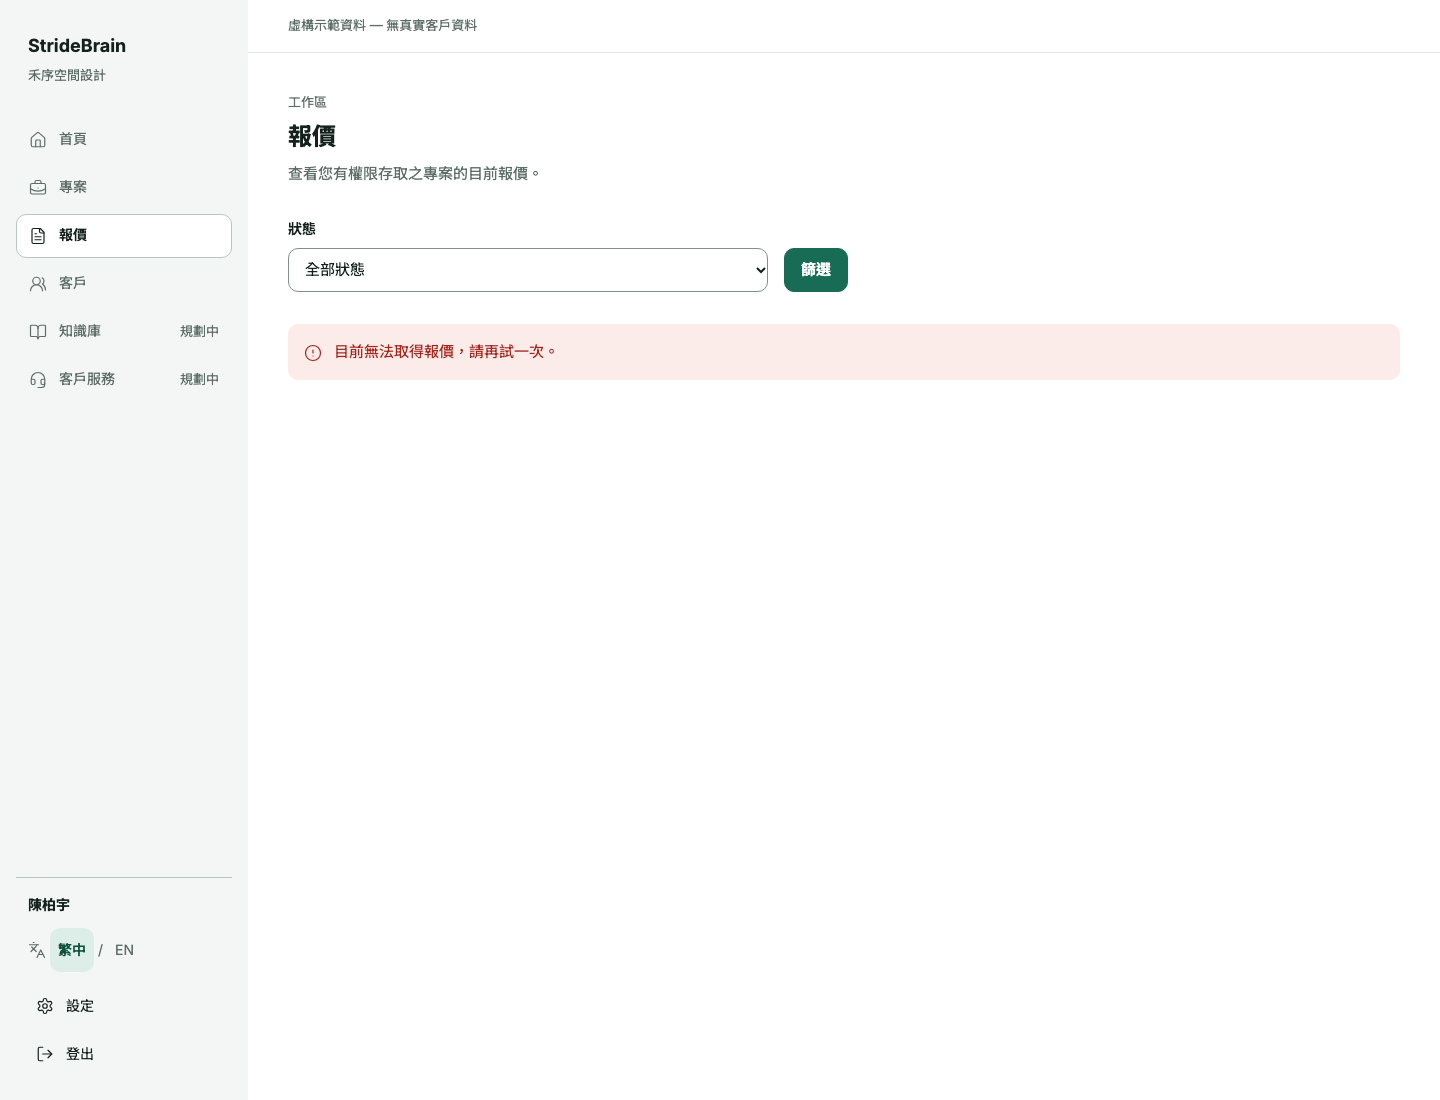 StrideBrain
禾序空間設計
首頁
專案
報價
客戶
知識庫 規劃中
客戶服務 規劃中
陳柏宇
繁中 / EN
設定
登出
虛構示範資料 — 無真實客戶資料
工作區
報價
查看您有權限存取之專案的目前報價。
狀態
全部狀態
篩選
目前無法取得報價，請再試一次。